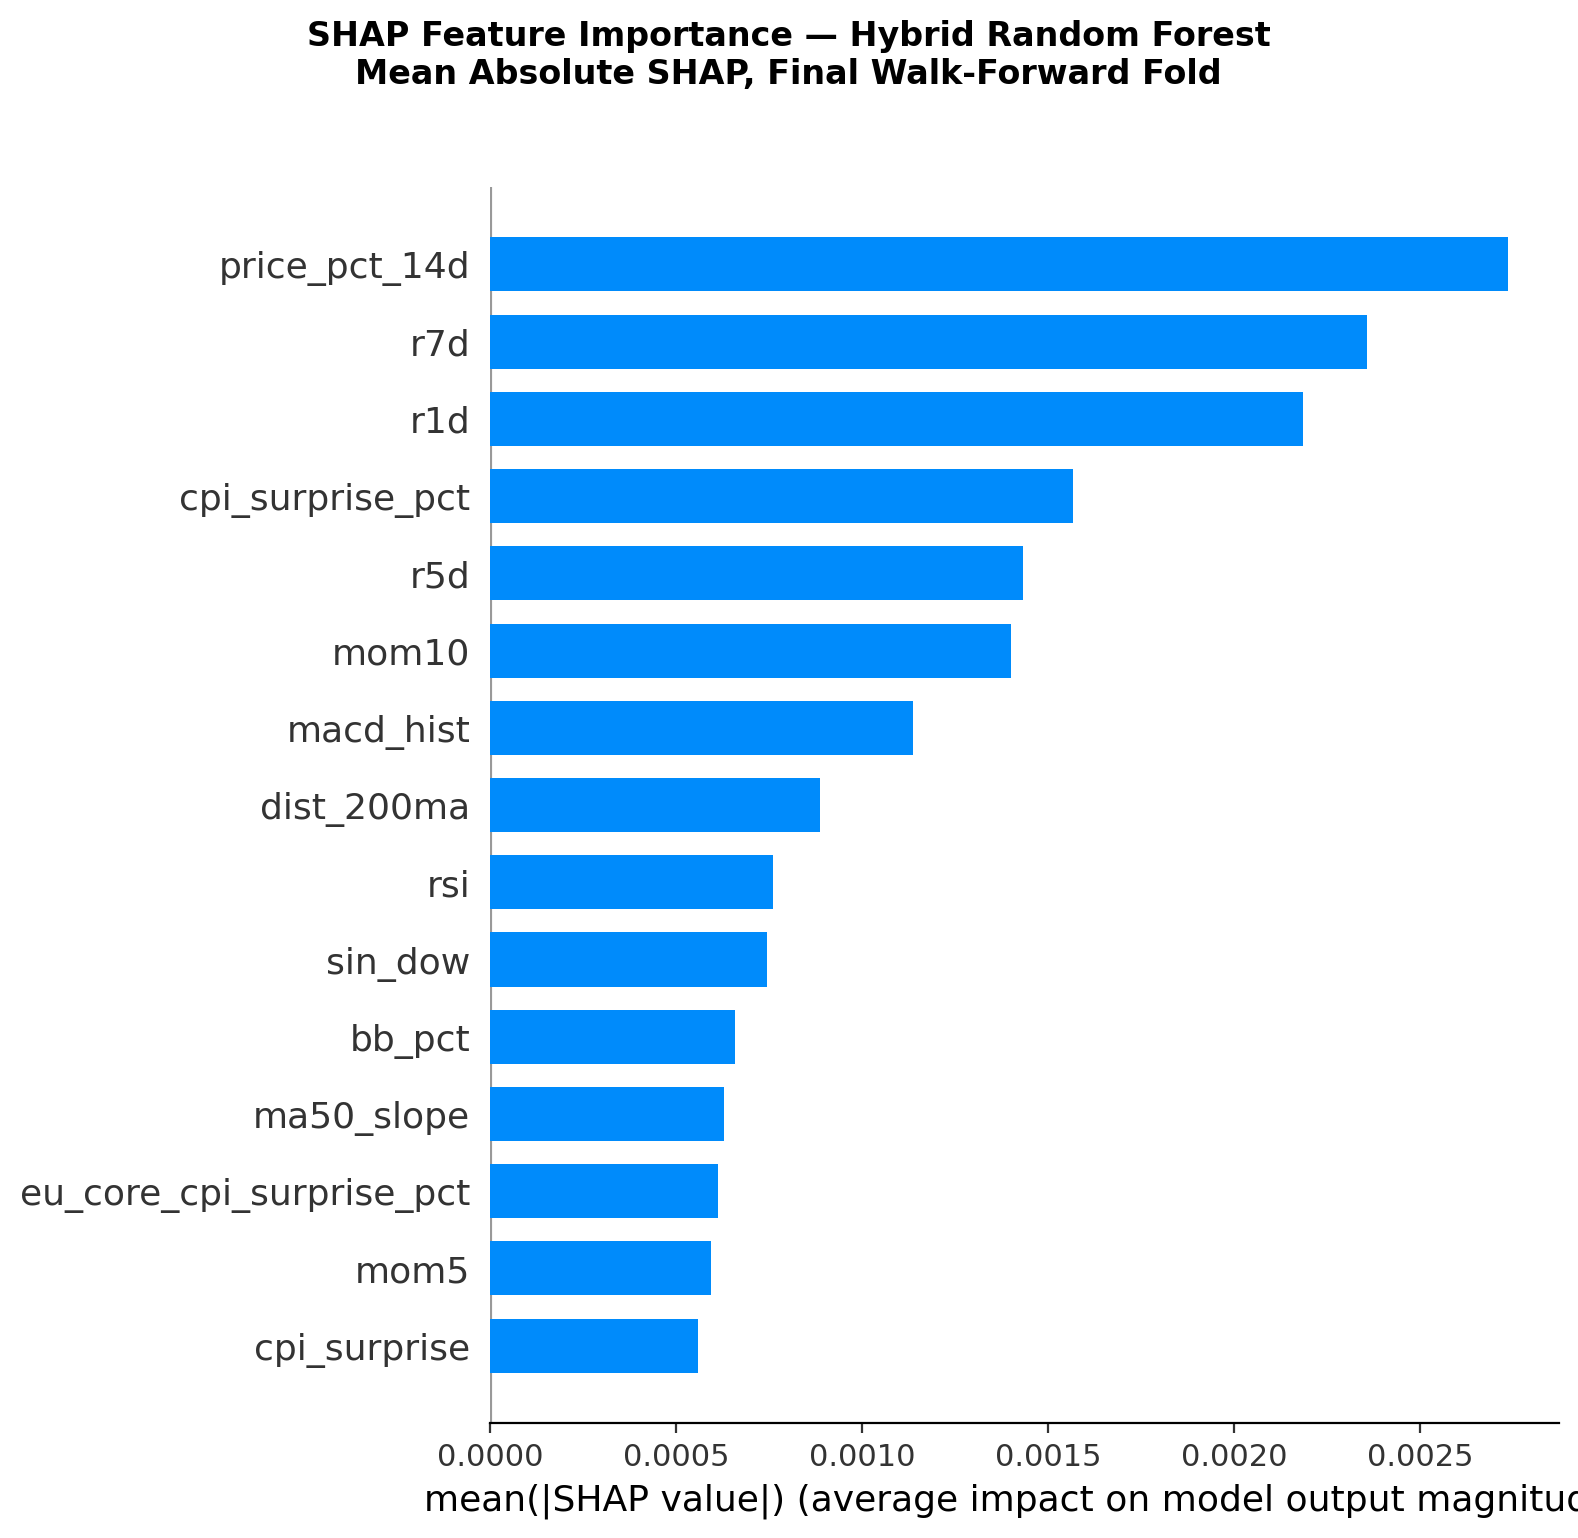 SHAP Feature Importance — Hybrid Random Forest
Mean Absolute SHAP, Final Walk-Forward Fold
price_pct_14d
r7d
r1d
cpi_surprise_pct
r5d
mom10
macd_hist
dist_200ma
rsi
sin_dow
bb_pct
ma50_slope
eu_core_cpi_surprise_pct
mom5
cpi_surprise
0.0000 0.0005 0.0010 0.0015 0.0020 0.0025
mean(|SHAP value|) (average impact on model output magnitud